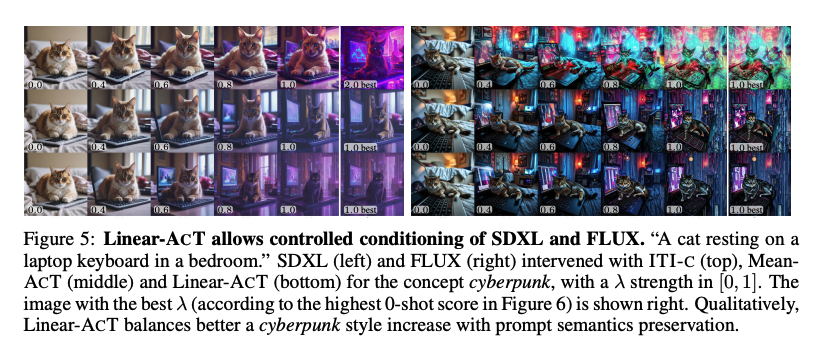 0.0 0.4 0.6 0.8 1.0 2.0 best 0.0 0.4 0.6 0.8 1.0 1.0 best
0.0 0.4 0.6 0.8 1.0 1.0 best 0.0 0.4 0.6 0.8 1.0 1.0 best
0.0 0.4 0.6 0.8 1.0 1.0 best 0.0 0.4 0.6 0.8 1.0 1.0 best
Figure 5: Linear-ACT allows controlled conditioning of SDXL and FLUX. “A cat resting on a
laptop keyboard in a bedroom.” SDXL (left) and FLUX (right) intervened with ITI-C (top), Mean-
ACT (middle) and Linear-ACT (bottom) for the concept cyberpunk, with a λ strength in [0, 1]. The
image with the best λ (according to the highest 0-shot score in Figure 6) is shown right. Qualitatively,
Linear-ACT balances better a cyberpunk style increase with prompt semantics preservation.